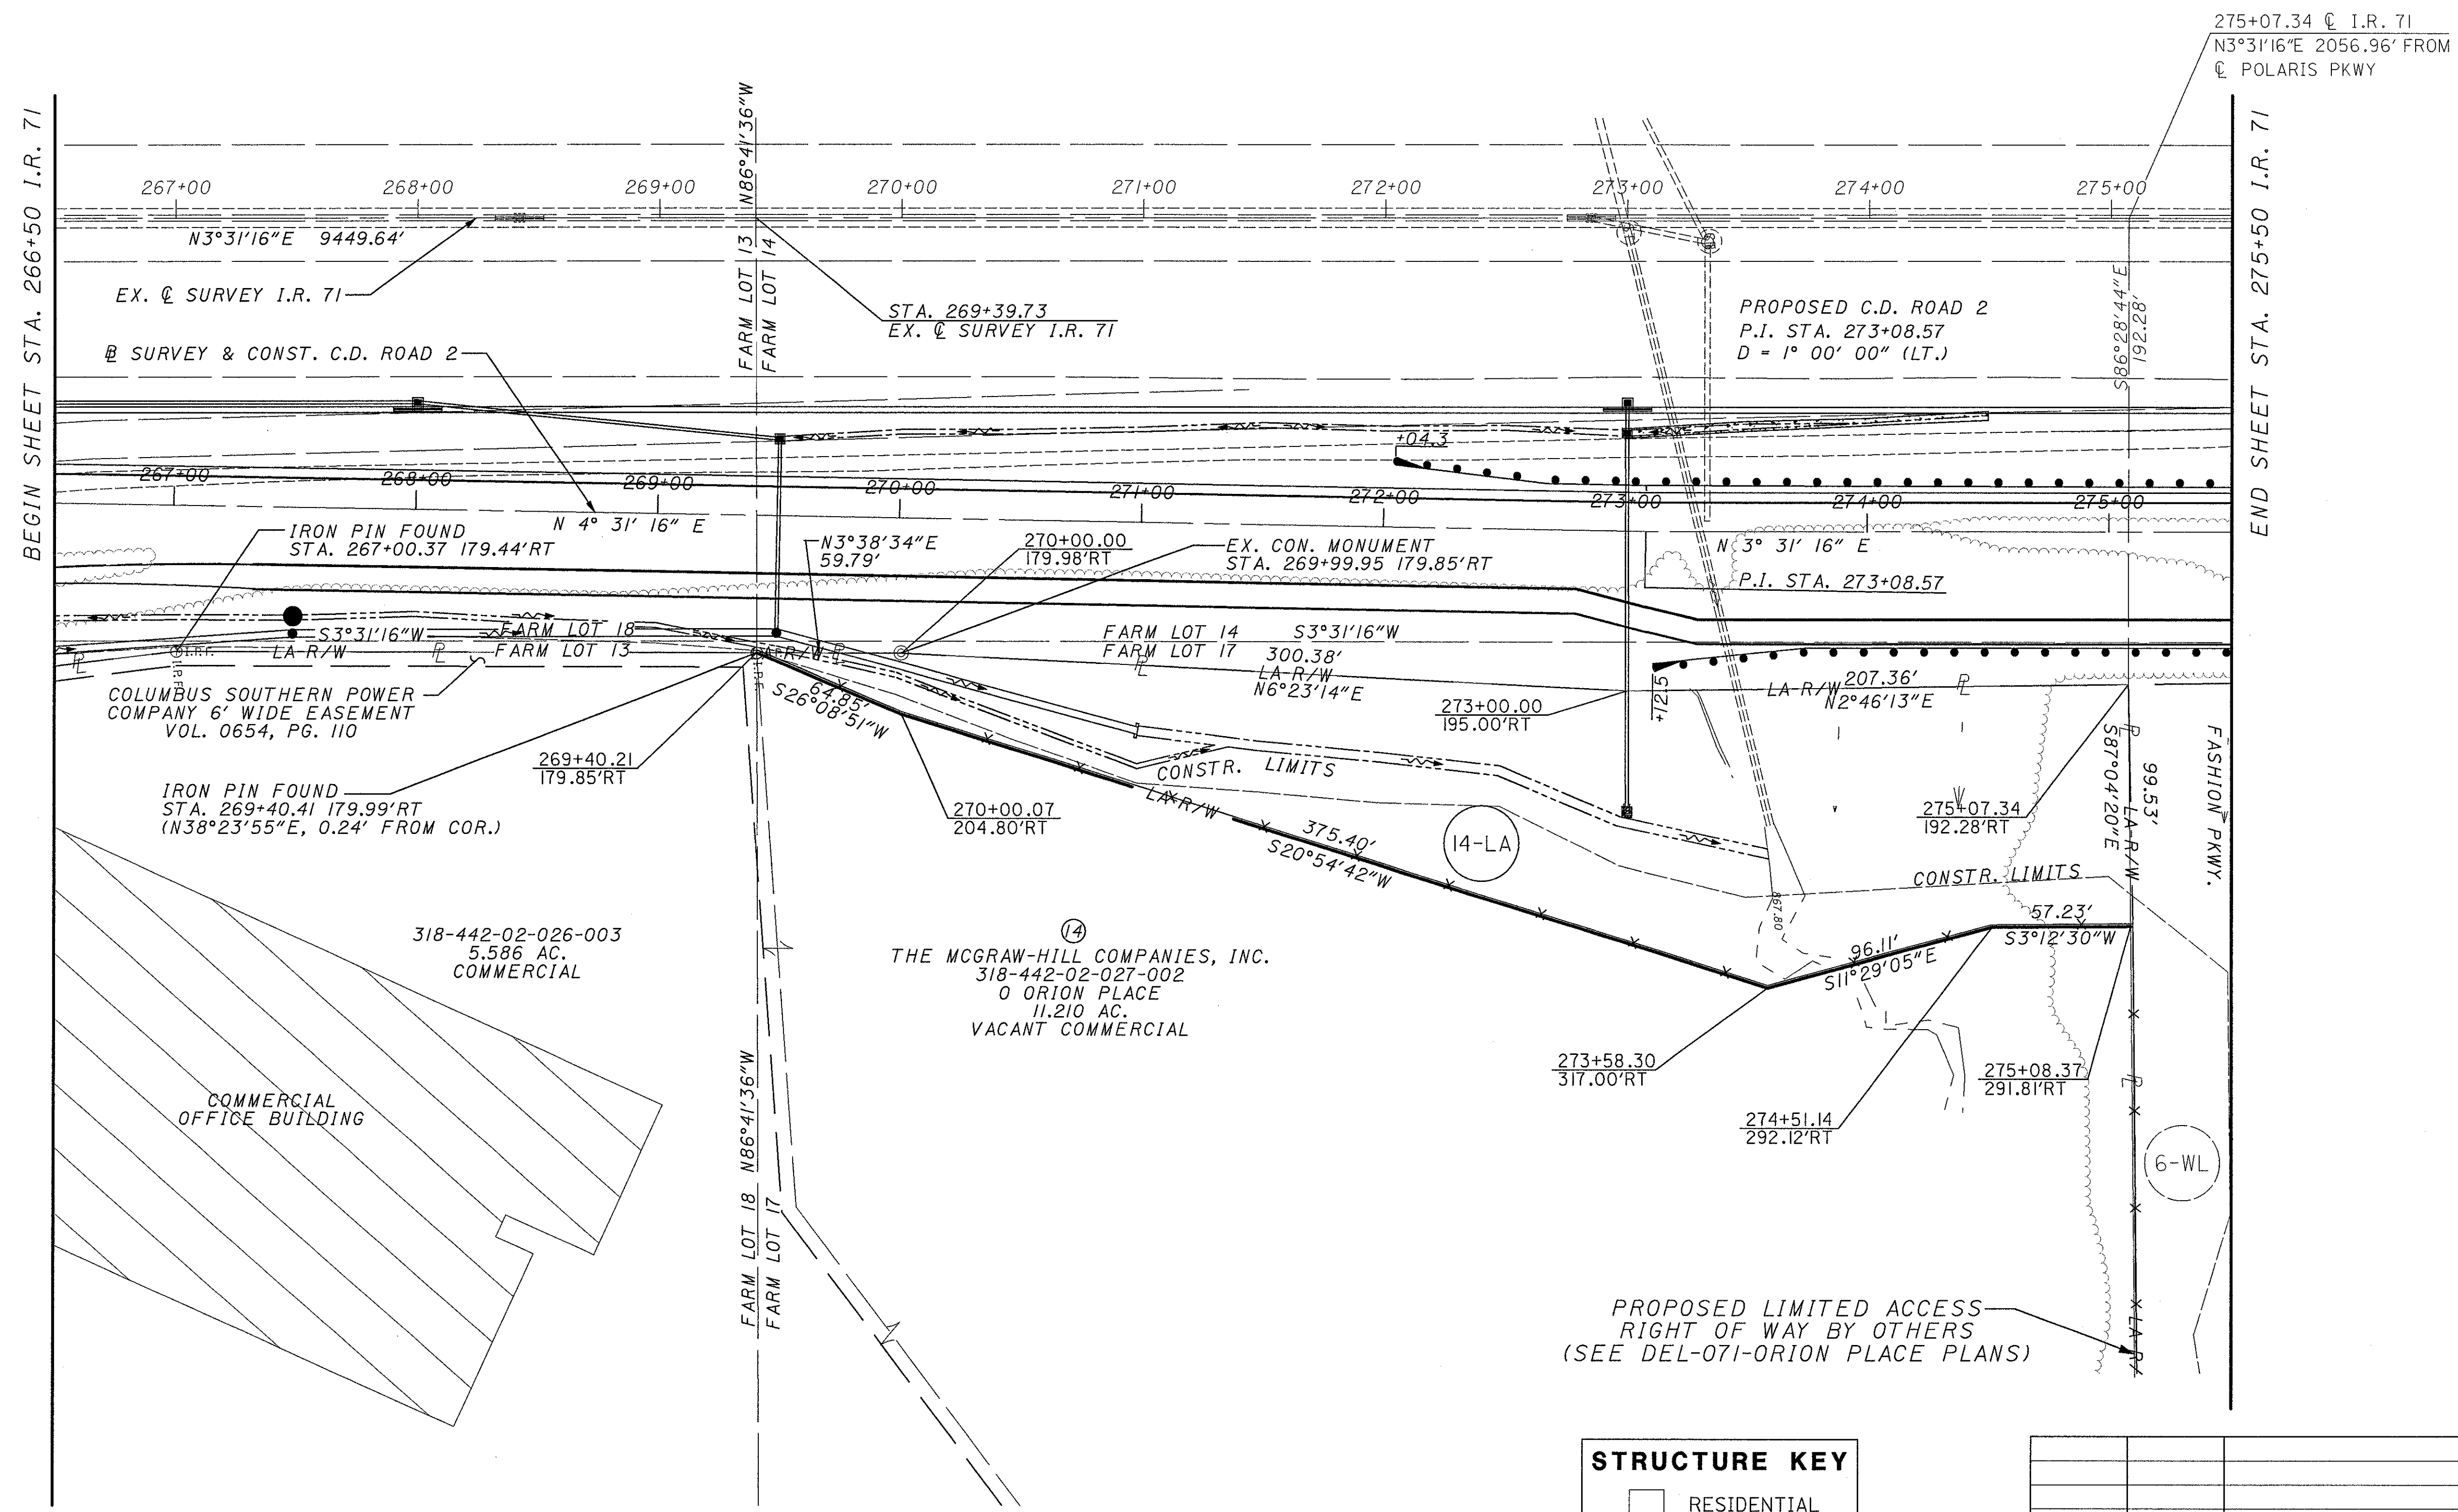 275+07.34 ℄ I.R. 71
N3°31'16"E 2056.96' FROM
℄ POLARIS PKWY
BEGIN SHEET STA. 266+50 I.R. 71
END SHEET STA. 275+50 I.R. 71
N86°41'36"W
267+00
268+00
269+00
270+00
271+00
272+00
273+00
274+00
275+00
N3°31'16"E 9449.64'
FARM LOT 13
FARM LOT 14
EX. ℄ SURVEY I.R. 71
STA. 269+39.73
EX. ℄ SURVEY I.R. 71
PROPOSED C.D. ROAD 2
P.I. STA. 273+08.57
D = 1° 00' 00" (LT.)
S86°28'44"E
192.28'
℞ SURVEY & CONST. C.D. ROAD 2
+04.3
267+00
268+00
269+00
270+00
271+00
272+00
273+00
274+00
275+00
N 4° 31' 16" E
N 3° 31' 16" E
IRON PIN FOUND
STA. 267+00.37 179.44'RT
N3°38'34"E
59.79'
270+00.00
179.98'RT
EX. CON. MONUMENT
STA. 269+99.95 179.85'RT
P.I. STA. 273+08.57
S3°31'16"W
FARM LOT 18
FARM LOT 13
LA-R/W
I.P.F.
I.P.F.
PL
PL
LA-R/W
I.P.F.
PL
FARM LOT 14 S3°31'16"W
FARM LOT 17
PL
300.38'
LA-R/W
N6°23'14"E
LA-R/W
207.36'
N2°46'13"E
PL
+12.5
COLUMBUS SOUTHERN POWER
COMPANY 6' WIDE EASEMENT
VOL. 0654, PG. 110
64.85'
S26°08'51"W
273+00.00
195.00'RT
269+40.21
179.85'RT
IRON PIN FOUND
STA. 269+40.41 179.99'RT
(N38°23'55"E, 0.24' FROM COR.)
CONSTR. LIMITS
LA-R/W
270+00.07
204.80'RT
375.40'
S20°54'42"W
14-LA
275+07.34
192.28'RT
PL
S87°04'20"E
LA-R/W
99.53'
FASHION PKWY.
CONSTR. LIMITS
867.80
57.23'
S3°12'30"W
96.11'
S11°29'05"E
318-442-02-026-003
5.586 AC.
COMMERCIAL
14
THE MCGRAW-HILL COMPANIES, INC.
318-442-02-027-002
0 ORION PLACE
11.210 AC.
VACANT COMMERCIAL
273+58.30
317.00'RT
274+51.14
292.12'RT
275+08.37
291.81'RT
PL
COMMERCIAL
OFFICE BUILDING
N86°41'36"W
FARM LOT 18
FARM LOT 17
6-WL
PROPOSED LIMITED ACCESS
RIGHT OF WAY BY OTHERS
(SEE DEL-071-ORION PLACE PLANS)
LA-R/
STRUCTURE KEY
RESIDENTIAL